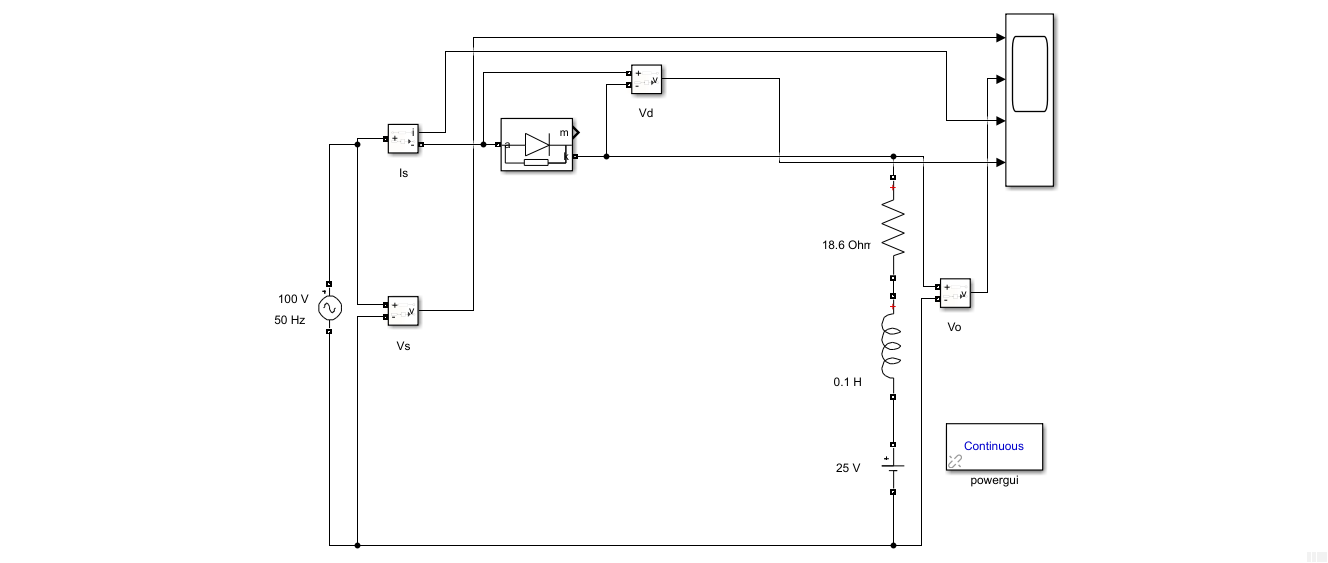 +
-
v
Vd
i
+
-
Is
m
a
k
18.6 Ohm
+
-
v
Vo
100 V
50 Hz
+
-
v
Vs
0.1 H
Continuous
powergui
25 V